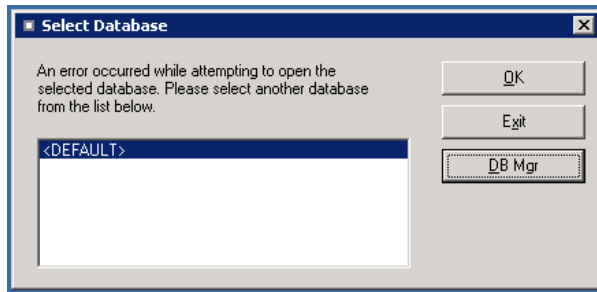 Select Database
An error occurred while attempting to open the
selected database. Please select another database
from the list below.
<DEFAULT>
OK
Exit
DB Mgr